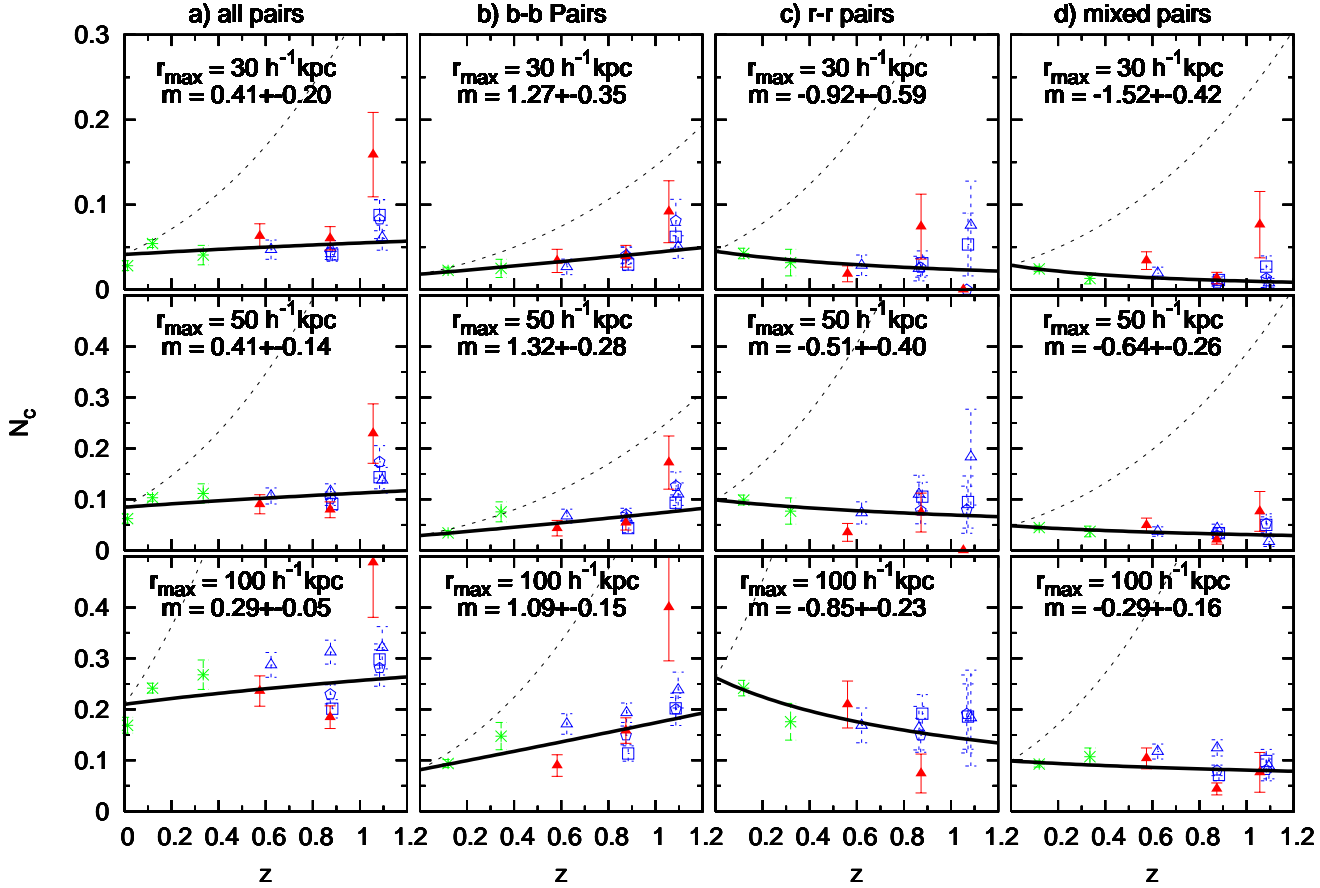 a) all pairs
b) b-b Pairs
c) r-r pairs
d) mixed pairs
0.3
0.2
0.1
0
r_max = 30 h^-1 kpc
m = 0.41+-0.20
r_max = 30 h^-1 kpc
m = 1.27+-0.35
r_max = 30 h^-1 kpc
m = -0.92+-0.59
r_max = 30 h^-1 kpc
m = -1.52+-0.42
N_c
0.4
0.3
0.2
0.1
0
r_max = 50 h^-1 kpc
m = 0.41+-0.14
r_max = 50 h^-1 kpc
m = 1.32+-0.28
r_max = 50 h^-1 kpc
m = -0.51+-0.40
r_max = 50 h^-1 kpc
m = -0.64+-0.26
0.4
0.3
0.2
0.1
0
r_max = 100 h^-1 kpc
m = 0.29+-0.05
r_max = 100 h^-1 kpc
m = 1.09+-0.15
r_max = 100 h^-1 kpc
m = -0.85+-0.23
r_max = 100 h^-1 kpc
m = -0.29+-0.16
0 0.2 0.4 0.6 0.8 1 1.2
0.2 0.4 0.6 0.8 1 1.2
0.2 0.4 0.6 0.8 1 1.2
0.2 0.4 0.6 0.8 1 1.2
z
z
z
z